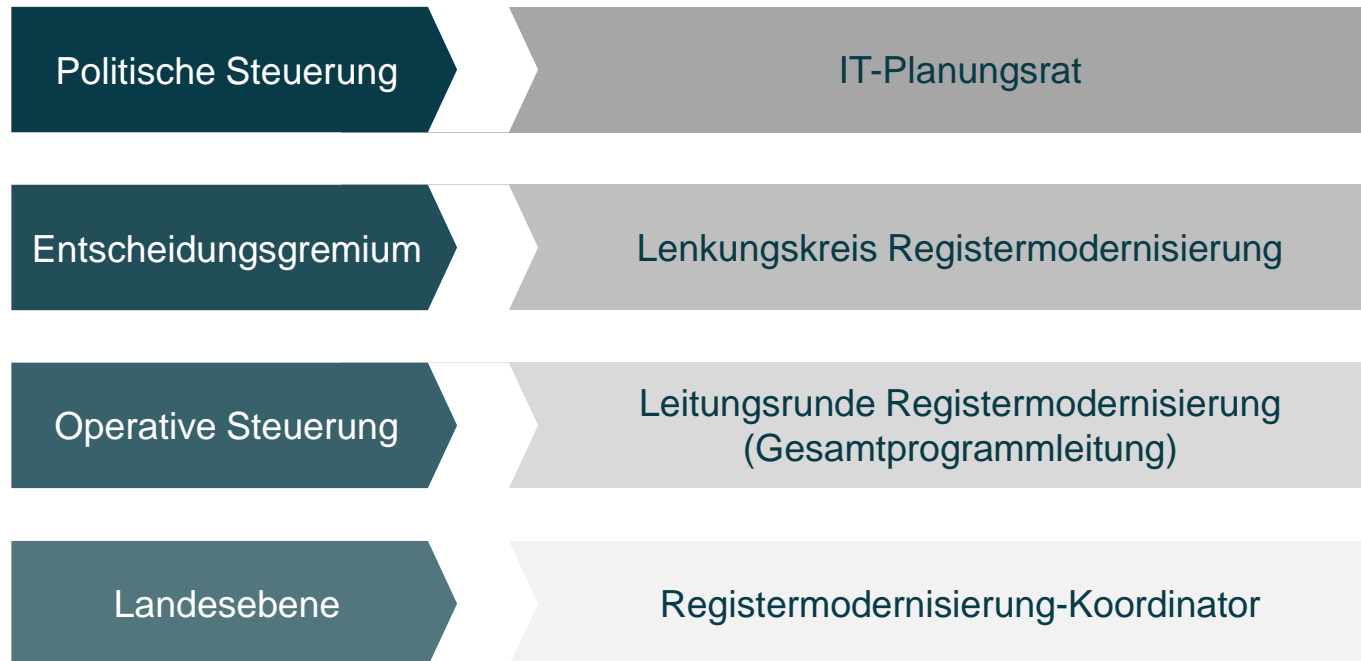 Politische Steuerung
IT-Planungsrat
Entscheidungsgremium
Lenkungskreis Registermodernisierung
Operative Steuerung
Leitungsrunde Registermodernisierung
(Gesamtprogrammleitung)
Landesebene
Registermodernisierung-Koordinator